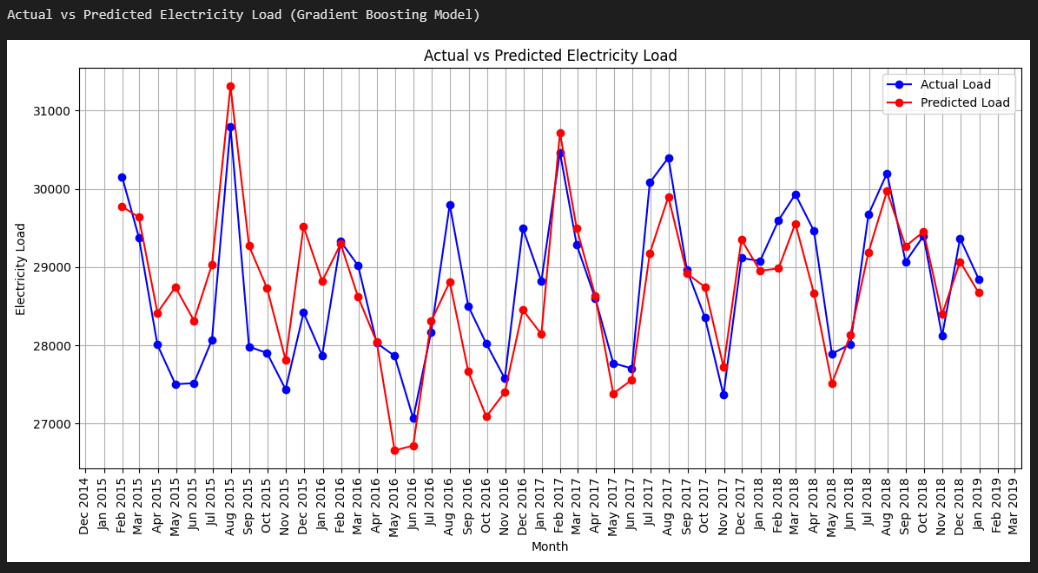 Actual vs Predicted Electricity Load (Gradient Boosting Model)
Actual vs Predicted Electricity Load
Actual Load
Predicted Load
Electricity Load
31000
30000
29000
28000
27000
Dec 2014
Jan 2015
Feb 2015
Mar 2015
Apr 2015
May 2015
Jun 2015
Jul 2015
Aug 2015
Sep 2015
Oct 2015
Nov 2015
Dec 2015
Jan 2016
Feb 2016
Mar 2016
Apr 2016
May 2016
Jun 2016
Jul 2016
Aug 2016
Sep 2016
Oct 2016
Nov 2016
Dec 2016
Jan 2017
Feb 2017
Mar 2017
Apr 2017
May 2017
Jun 2017
Jul 2017
Aug 2017
Sep 2017
Oct 2017
Nov 2017
Dec 2017
Jan 2018
Feb 2018
Mar 2018
Apr 2018
May 2018
Jun 2018
Jul 2018
Aug 2018
Sep 2018
Oct 2018
Nov 2018
Dec 2018
Jan 2019
Feb 2019
Mar 2019
Month